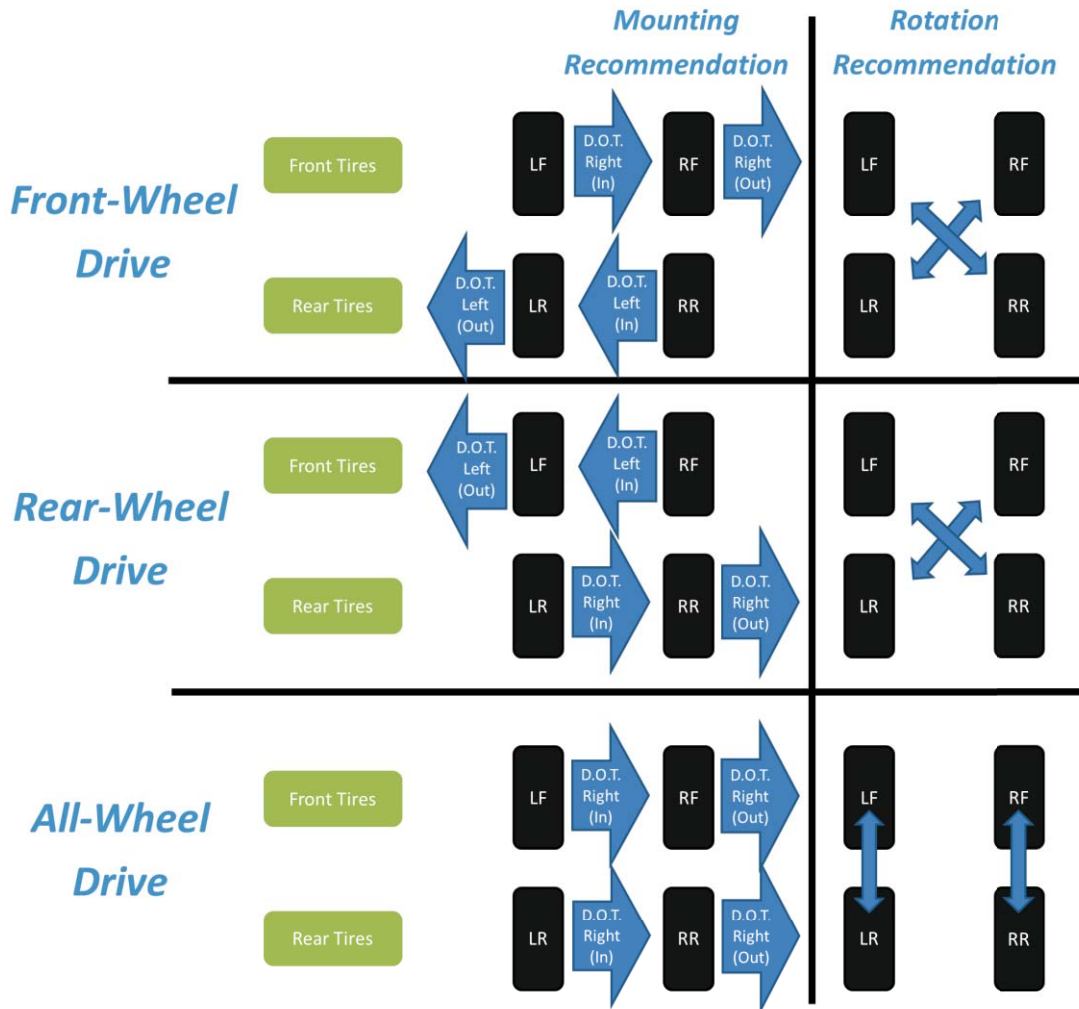 Mounting
Recommendation
Rotation
Recommendation
Front-Wheel
Drive
Front Tires
LF
D.O.T.
Right
(In)
RF
D.O.T.
Right
(Out)
LF
RF
Rear Tires
D.O.T.
Left
(Out)
LR
D.O.T.
Left
(In)
RR
LR
RR
Rear-Wheel
Drive
Front Tires
D.O.T.
Left
(Out)
LF
D.O.T.
Left
(In)
RF
LF
RF
Rear Tires
LR
D.O.T.
Right
(In)
RR
D.O.T.
Right
(Out)
LR
RR
All-Wheel
Drive
Front Tires
LF
D.O.T.
Right
(In)
RF
D.O.T.
Right
(Out)
LF
RF
Rear Tires
LR
D.O.T.
Right
(In)
RR
D.O.T.
Right
(Out)
LR
RR